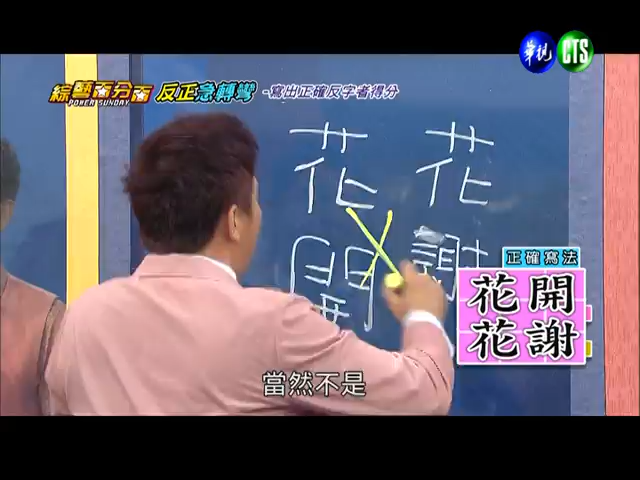 華視 CTS
綜藝百分百 反正急轉彎 -寫出正確反字者得分
POWER SUNDAY
花 花
開 謝
正確寫法
花開
花謝
當然不是